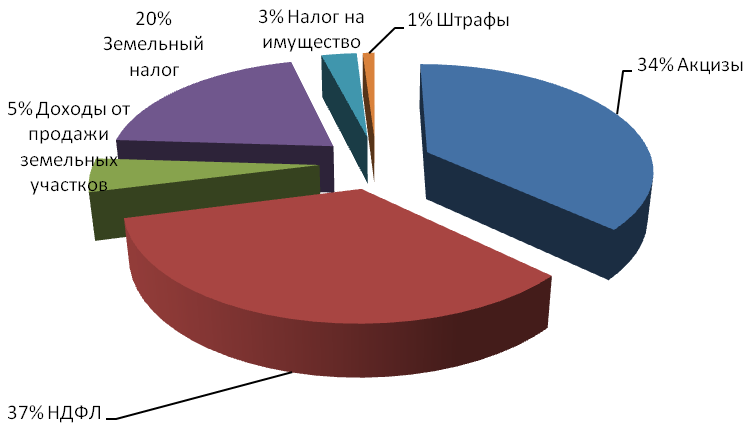 20%
Земельный
налог
3% Налог на
имущество
1% Штрафы
34% Акцизы
5% Доходы от
продажи
земельных
участков
37% НДФЛ